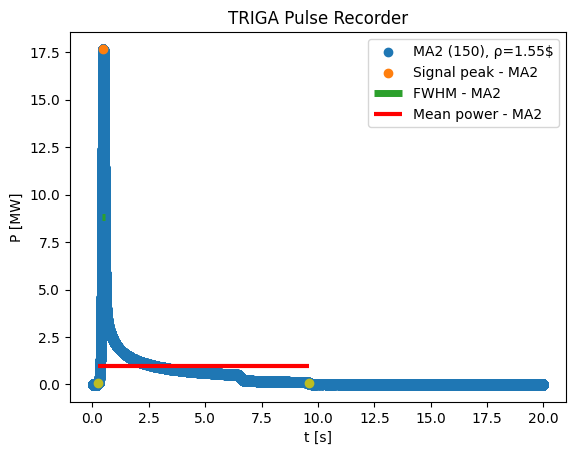 TRIGA Pulse Recorder
MA2 (150), ρ=1.55$
Signal peak - MA2
FWHM - MA2
Mean power - MA2
P [MW]
17.5
15.0
12.5
10.0
7.5
5.0
2.5
0.0
0.0 2.5 5.0 7.5 10.0 12.5 15.0 17.5 20.0
t [s]